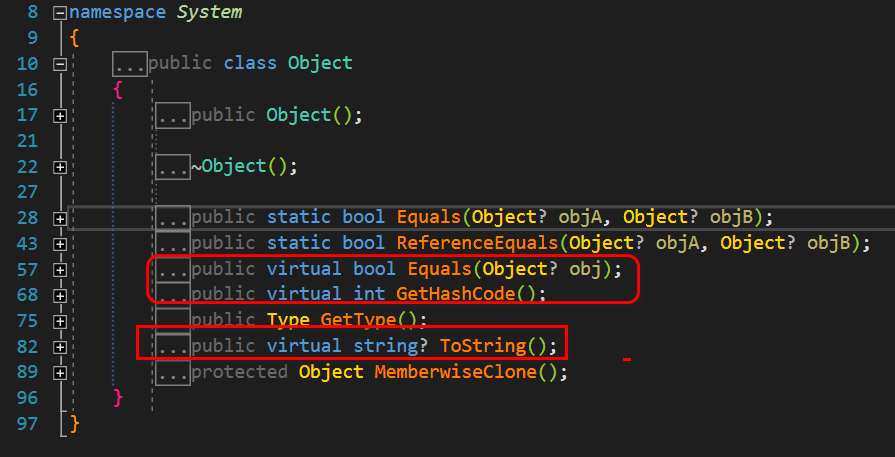 8 namespace System
9 {
10 ...public class Object
16 {
17 ...public Object();
21
22 ...~Object();
27
28 ...public static bool Equals(Object? objA, Object? objB);
43 ...public static bool ReferenceEquals(Object? objA, Object? objB);
57 ...public virtual bool Equals(Object? obj);
68 ...public virtual int GetHashCode();
75 ...public Type GetType();
82 ...public virtual string? ToString();
89 ...protected Object MemberwiseClone();
96 }
97 }